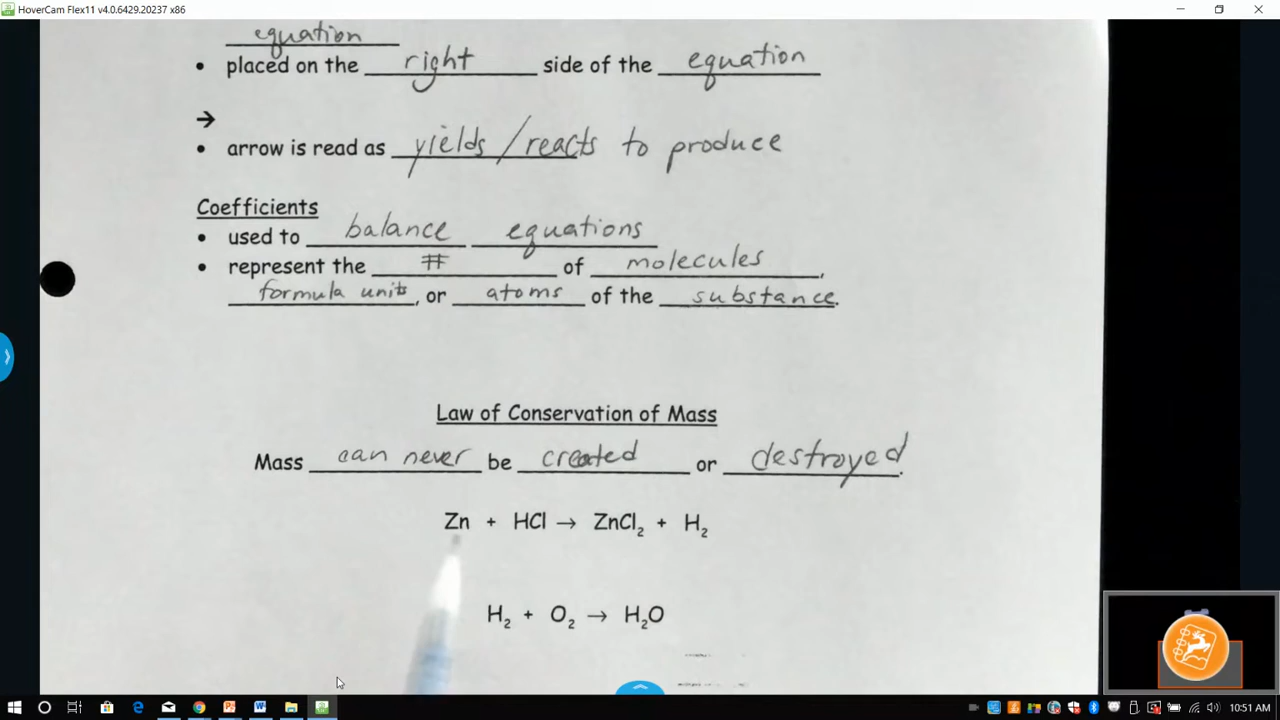 HoverCam Flex11 v4.0.6429.20237 x86
equation
• placed on the right side of the equation
→
• arrow is read as yields / reacts to produce
Coefficients
• used to balance equations
• represent the # of molecules,
formula units, or atoms of the substance.
Law of Conservation of Mass
Mass can never be created or destroyed.
Zn + HCl → ZnCl₂ + H₂
H₂ + O₂ → H₂O
10:51 AM